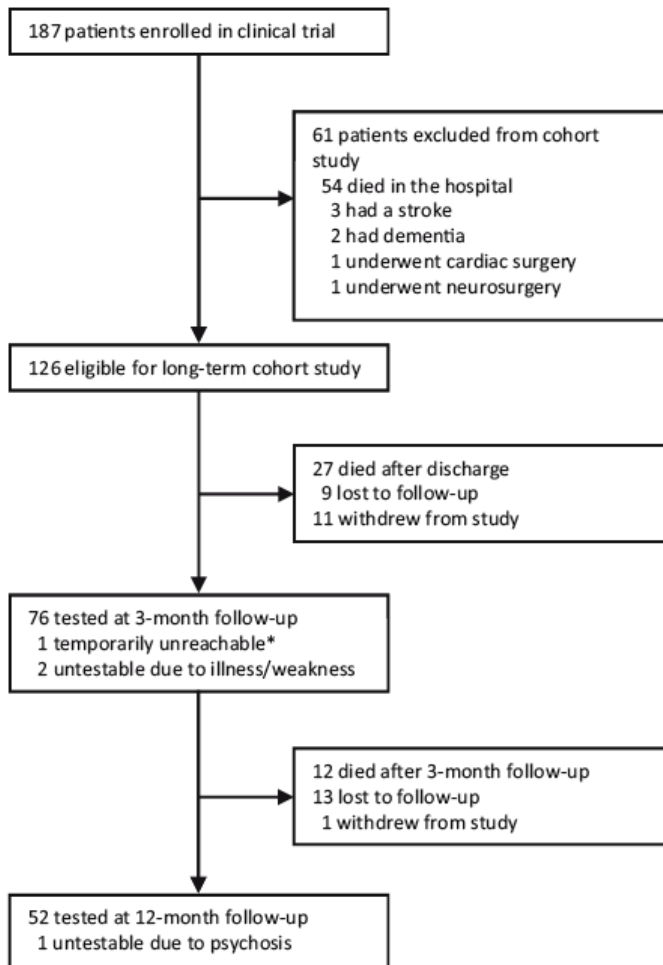 187 patients enrolled in clinical trial
61 patients excluded from cohort
study
54 died in the hospital
3 had a stroke
2 had dementia
1 underwent cardiac surgery
1 underwent neurosurgery
126 eligible for long-term cohort study
27 died after discharge
9 lost to follow-up
11 withdrew from study
76 tested at 3-month follow-up
1 temporarily unreachable*
2 untestable due to illness/weakness
12 died after 3-month follow-up
13 lost to follow-up
1 withdrew from study
52 tested at 12-month follow-up
1 untestable due to psychosis